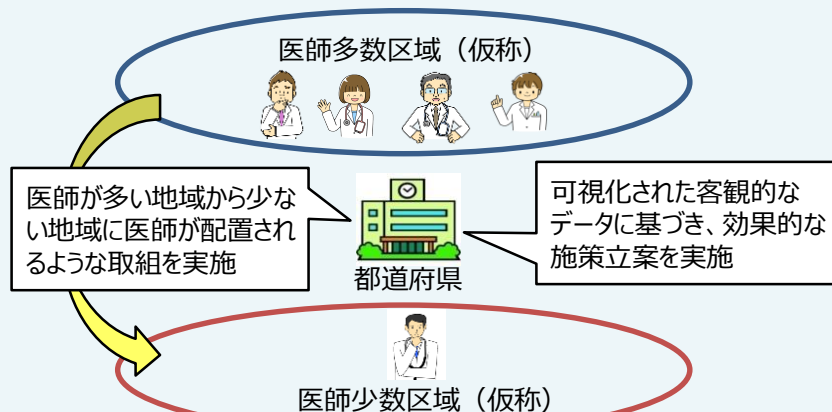 医師多数区域（仮称）
医師が多い地域から少な
い地域に医師が配置され
るような取組を実施
可視化された客観的な
データに基づき、効果的な
施策立案を実施
都道府県
医師少数区域（仮称）